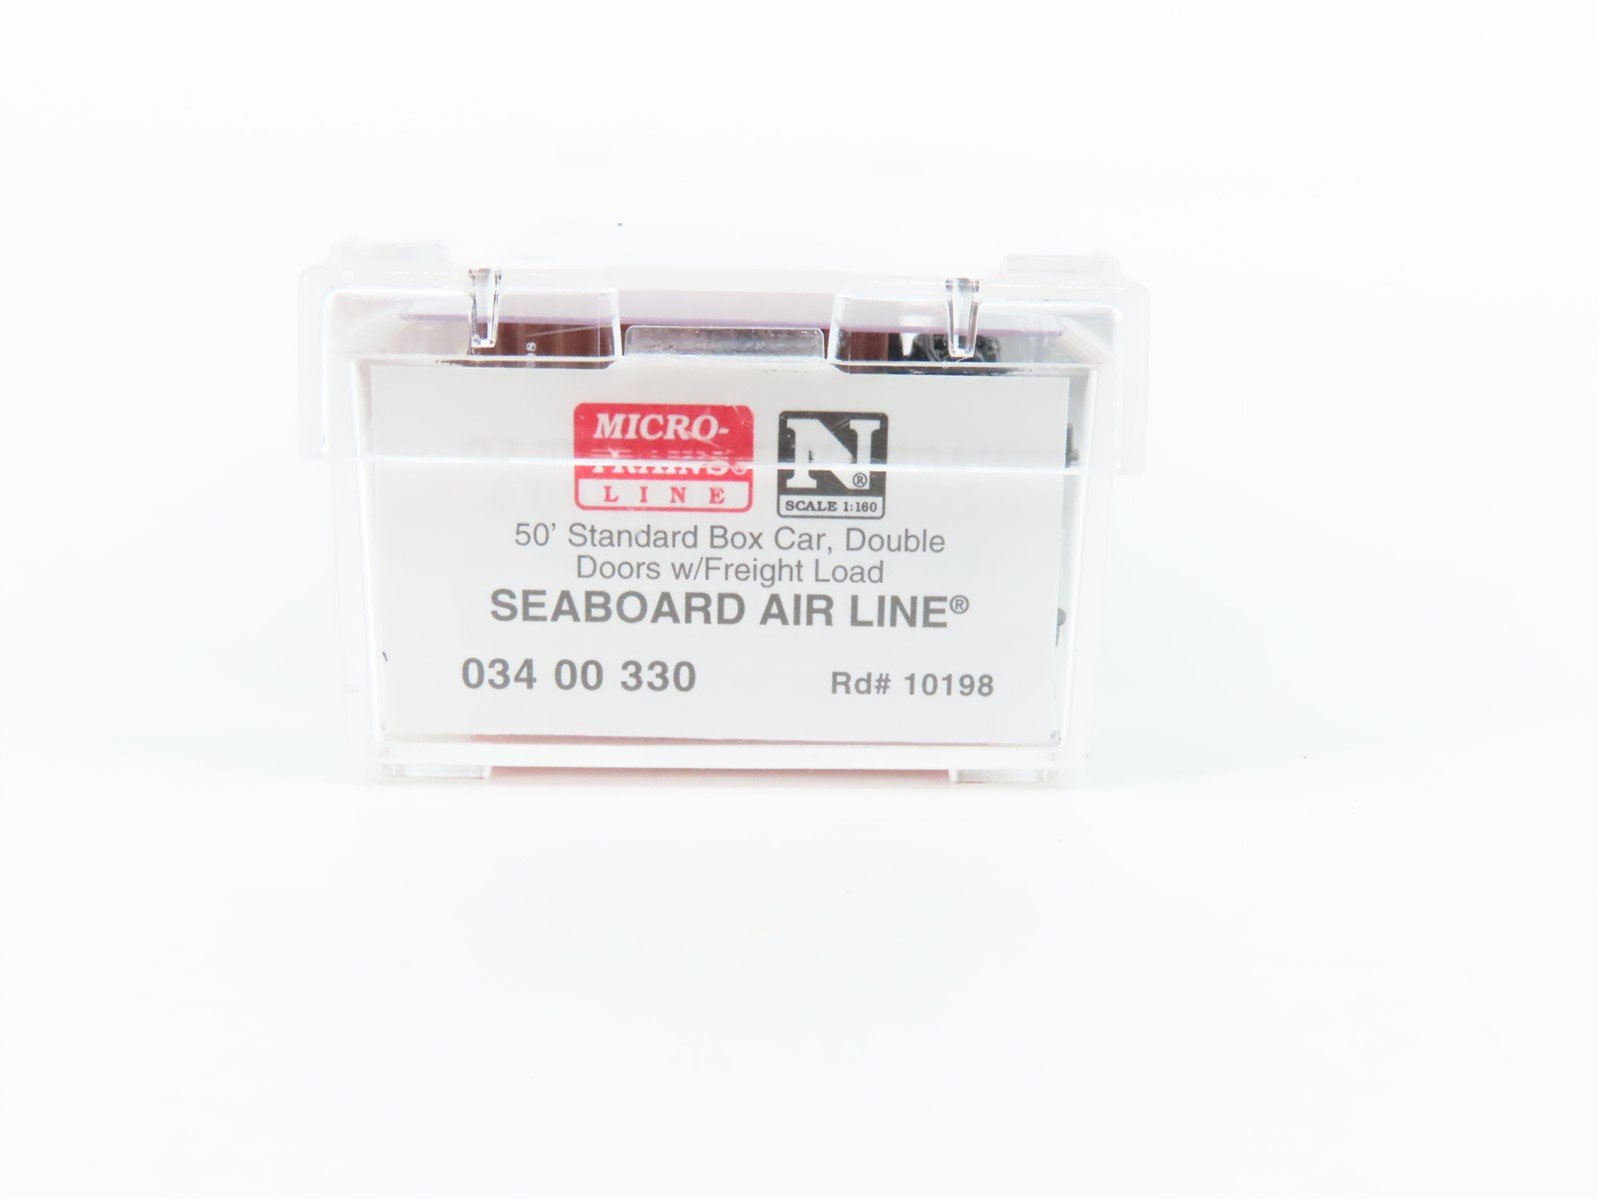 MICRO-
TRAINS®
LINE
N®
SCALE 1:160
50' Standard Box Car, Double
Doors w/Freight Load
SEABOARD AIR LINE®
034 00 330
Rd# 10198